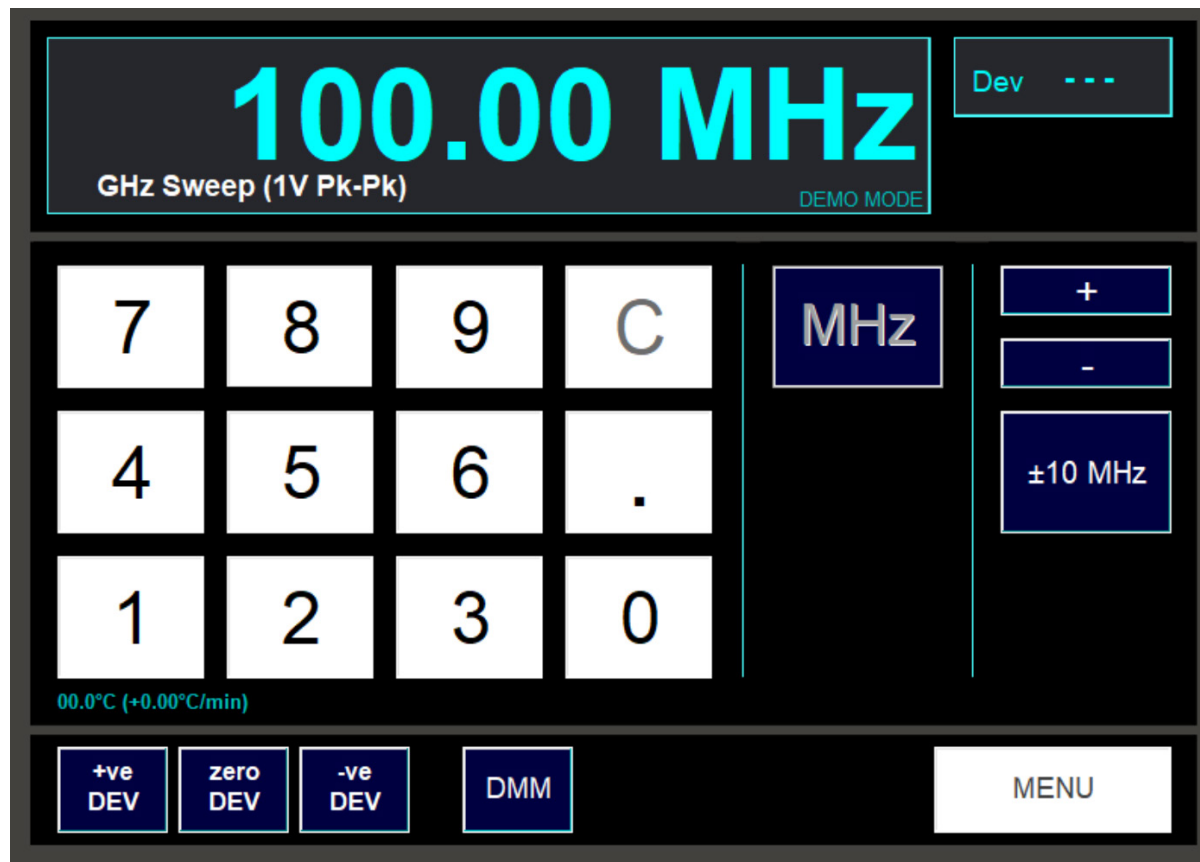 100.00 MHz
Dev ---
GHz Sweep (1V Pk-Pk)
DEMO MODE
7 8 9 C MHz +
-
4 5 6 . ±10 MHz
1 2 3 0
00.0°C (+0.00°C/min)
+ve DEV
zero DEV
-ve DEV
DMM
MENU